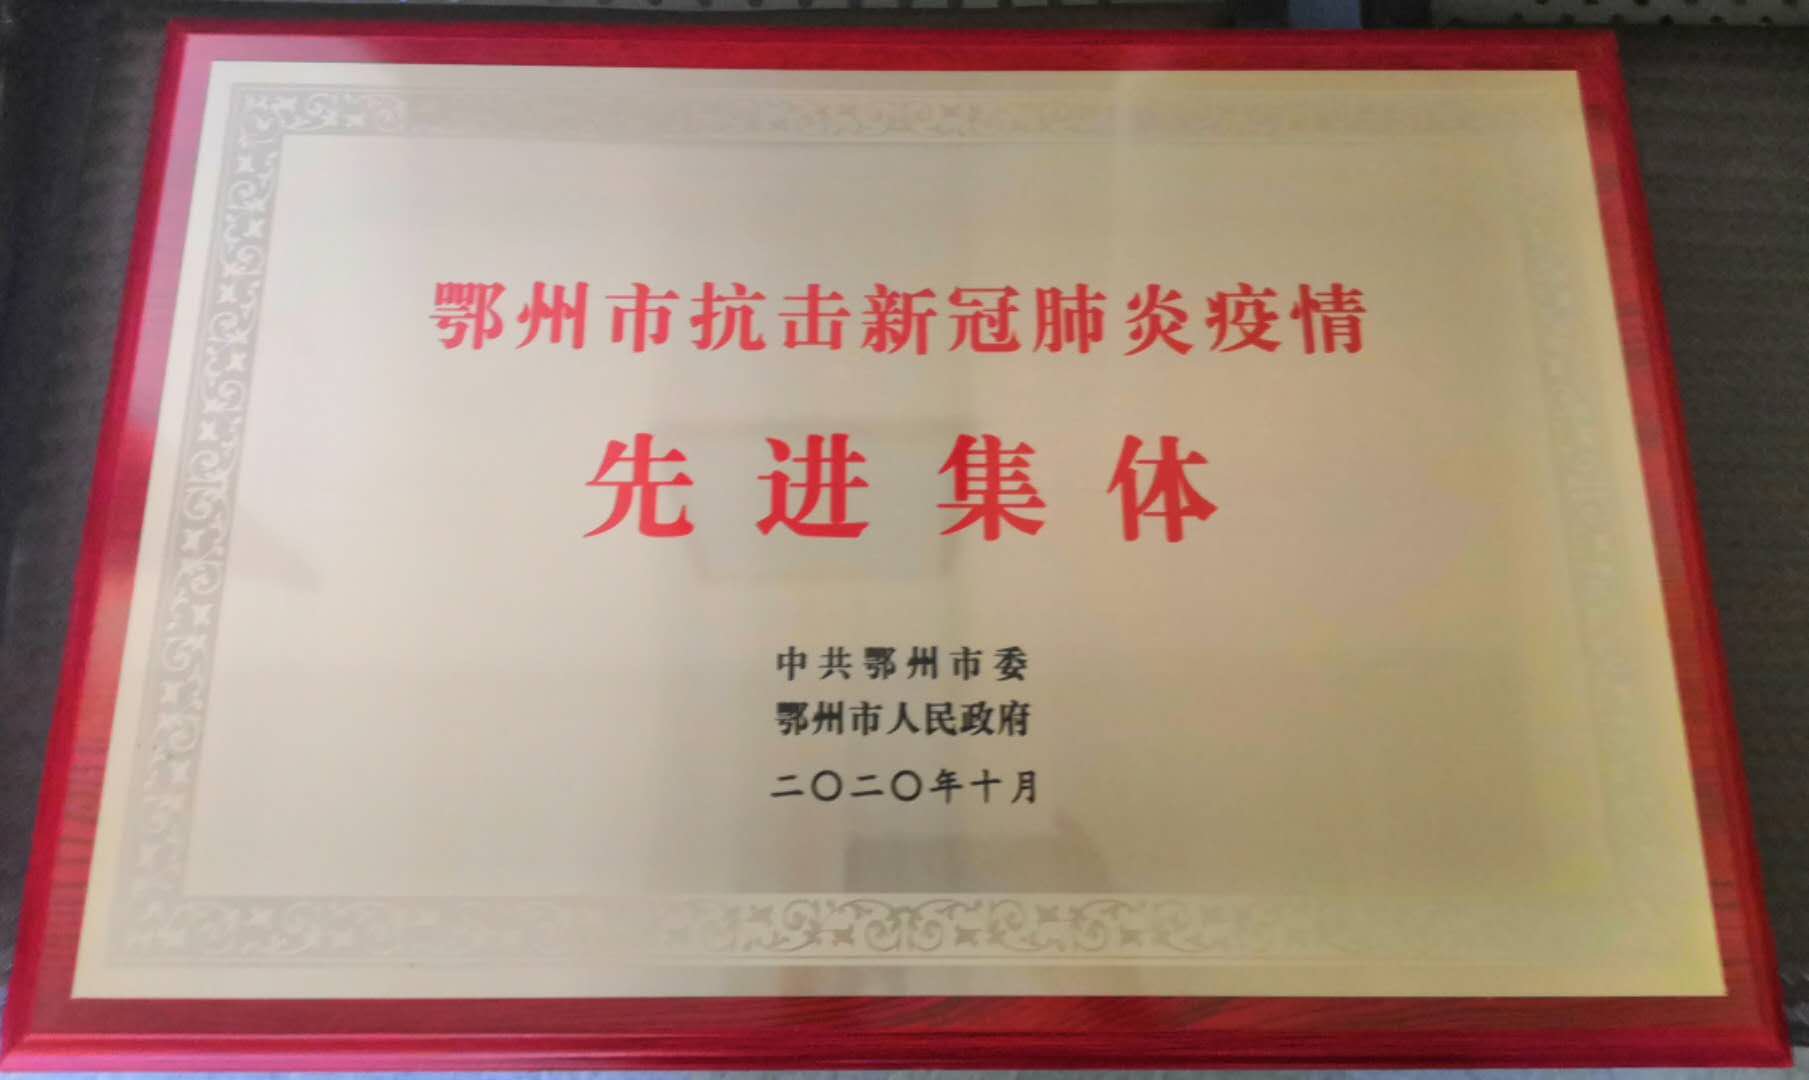 鄂州市抗击新冠肺炎疫情
先进集体
中共鄂州市委
鄂州市人民政府
二〇二〇年十月